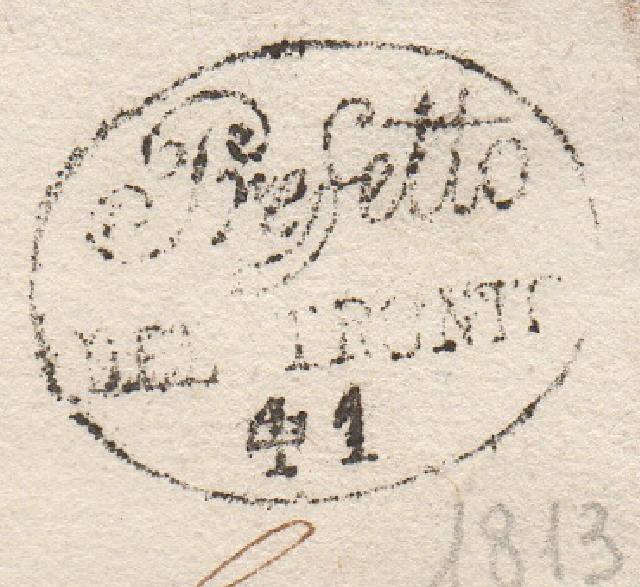 Prefetto
DEL TRONTO
41
1813